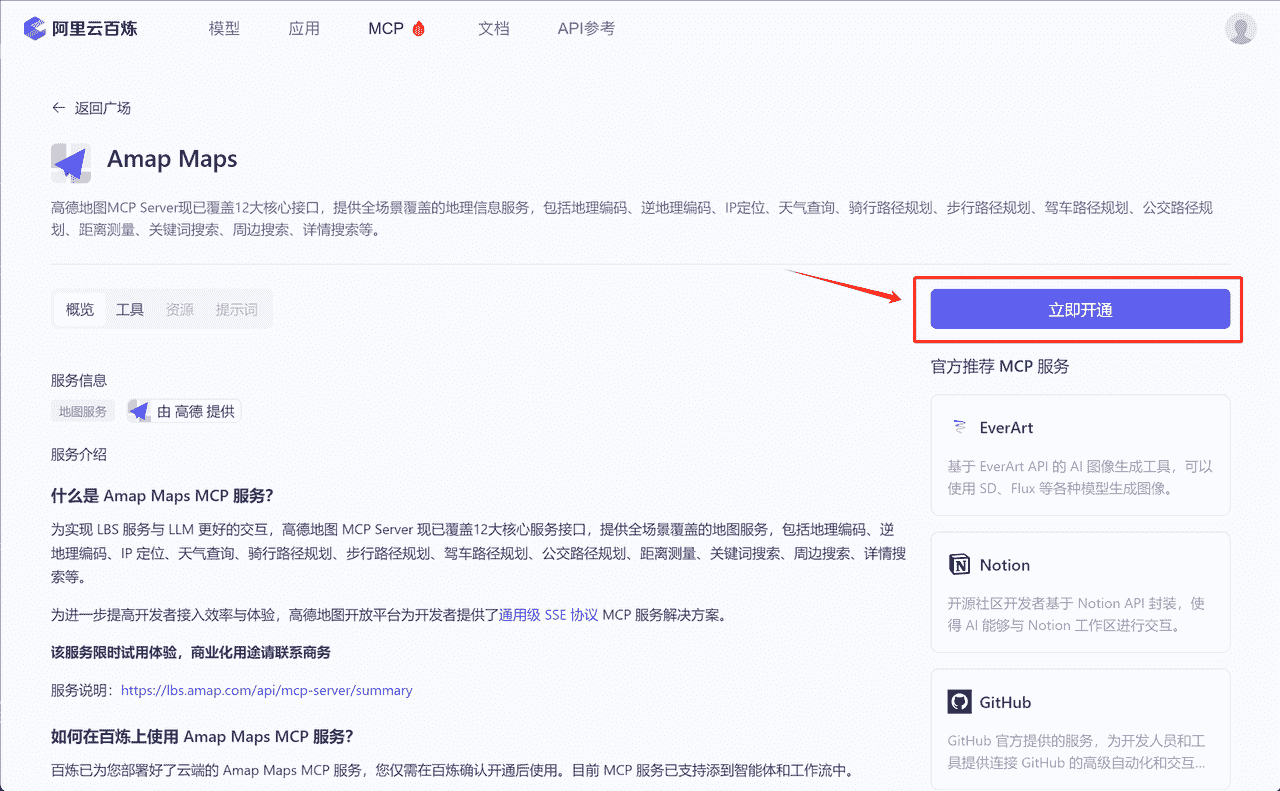 阿里云百炼 模型 应用 MCP 文档 API参考
返回广场
Amap Maps
高德地图MCP Server现已覆盖12大核心接口，提供全场景覆盖的地理信息服务，包括地理编码、逆地理编码、IP定位、天气查询、骑行路径规划、步行路径规划、驾车路径规划、公交路径规
划、距离测量、关键词搜索、周边搜索、详情搜索等。
概览 工具 资源 提示词
立即开通
服务信息
地图服务 由 高德 提供
服务介绍
什么是 Amap Maps MCP 服务？
为实现 LBS 服务与 LLM 更好的交互，高德地图 MCP Server 现已覆盖12大核心服务接口，提供全场景覆盖的地图服务，包括地理编码、逆
地理编码、IP 定位、天气查询、骑行路径规划、步行路径规划、驾车路径规划、公交路径规划、距离测量、关键词搜索、周边搜索、详情搜
索等。
为进一步提高开发者接入效率与体验，高德地图开放平台为开发者提供了通用级 SSE 协议 MCP 服务解决方案。
该服务限时试用体验，商业化用途请联系商务
服务说明：https://lbs.amap.com/api/mcp-server/summary
如何在百炼上使用 Amap Maps MCP 服务？
百炼已为您部署好了云端的 Amap Maps MCP 服务，您仅需在百炼确认开通后使用。目前 MCP 服务已支持添到智能体和工作流中。
官方推荐 MCP 服务
EverArt
基于 EverArt API 的 AI 图像生成工具，可以
使用 SD、Flux 等各种模型生成图像。
Notion
开源社区开发者基于 Notion API 封装，使
得 AI 能够与 Notion 工作区进行交互。
GitHub
GitHub 官方提供的服务，为开发人员和工
具提供连接 GitHub 的高级自动化和交互...